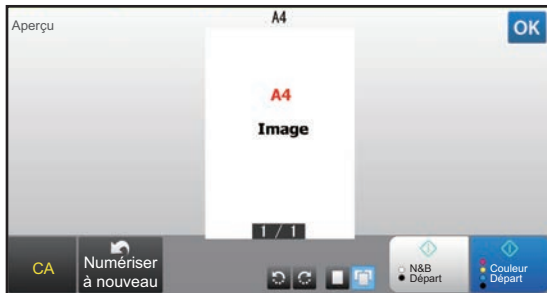 Aperçu
A4
OK
A4
Image
1 / 1
CA
Numériser
à nouveau
N&B
Départ
Couleur
Départ